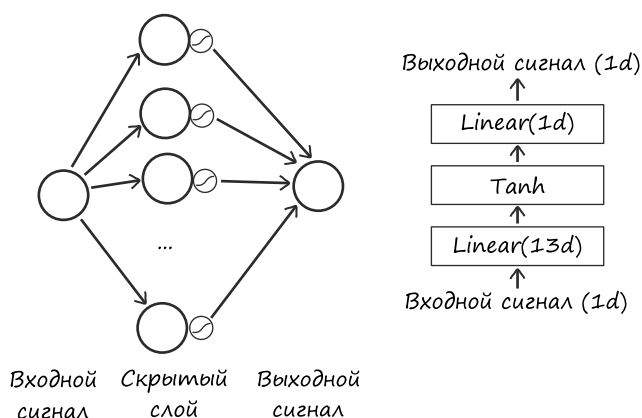 ...
Входной
сигнал
Скрытый
слой
Выходной
сигнал
Выходной сигнал (1d)
Linear(1d)
Tanh
Linear(13d)
Входной сигнал (1d)